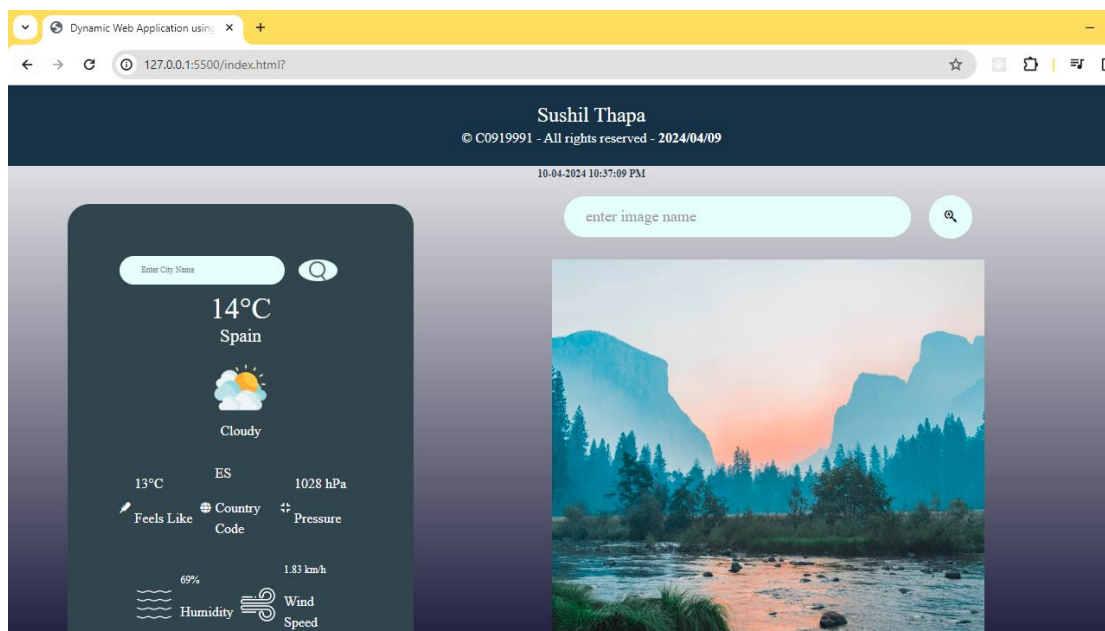 Dynamic Web Application using
127.0.0.1:5500/index.html?
Sushil Thapa
© C0919991 - All rights reserved - 2024/04/09
10-04-2024 10:37:09 PM
enter image name
Enter City Name
14°C
Spain
Cloudy
13°C
Feels Like
ES
Country
Code
1028 hPa
Pressure
69%
Humidity
1.83 km/h
Wind
Speed